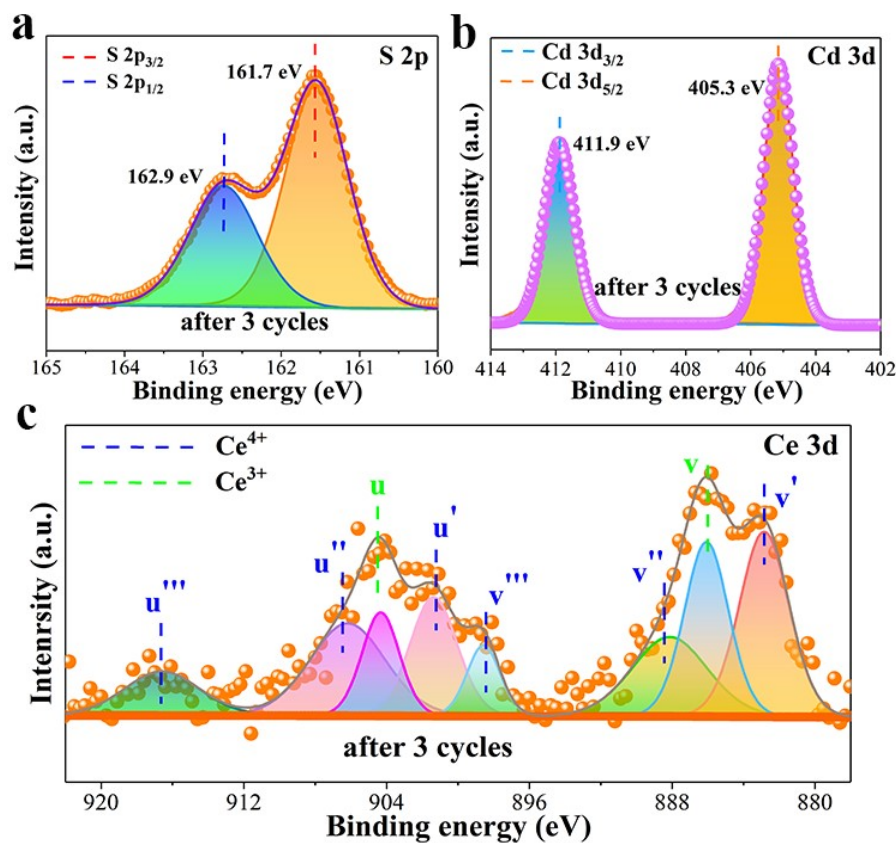 a
S 2p
S 2p3/2
S 2p1/2
161.7 eV
162.9 eV
after 3 cycles
Intensity (a.u.)
165 164 163 162 161 160
Binding energy (eV)
b
Cd 3d
Cd 3d3/2
Cd 3d5/2
405.3 eV
411.9 eV
after 3 cycles
Intensity (a.u.)
414 412 410 408 406 404 402
Binding energy (eV)
c
Ce 3d
Ce4+
Ce3+
u''' u'' u u' v''' v'' v v'
after 3 cycles
Intenrsity (a.u.)
920 912 904 896 888 880
Binding energy (eV)